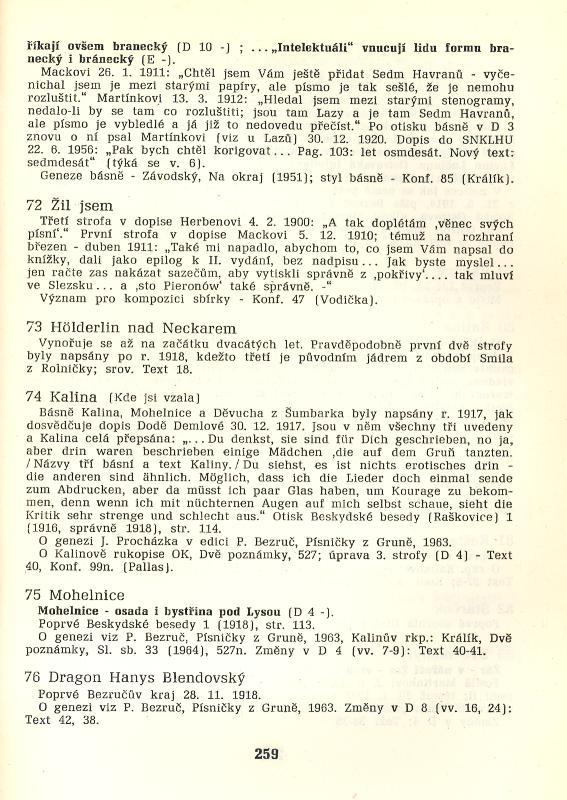 říkají ovšem branecký (D 10 -) ; ...„Intelektuáli“ vnucují lidu formu bra-
necký i bránecký (E -).
Mackovi 26. 1. 1911: „Chtěl jsem Vám ještě přidat Sedm Havranů - vyče-
nichal jsem je mezi starými papíry, ale písmo je tak sešlé, že je nemohu
rozluštit.“ Martínkovi 13. 3. 1912: „Hledal jsem mezi starými stenogramy,
nedalo-li by se tam co rozluštiti; jsou tam Lazy a je tam Sedm Havranů,
ale písmo je vybledlé a já již to nedovedu přečíst.“ Po otisku básně v D 3
znovu o ní psal Martínkovi (viz u Lazů) 30. 12. 1920. Dopis do SNKLHU
22. 6. 1956: „Pak bych chtěl korigovat... Pag. 103: let osmdesát. Nový text:
sedmdesát“ (týká se v. 6).
Geneze básně - Závodský, Na okraj (1951); styl básně - Konf. 85 (Králík).
72 Žil jsem
Třetí strofa v dopise Herbenovi 4. 2. 1900: „A tak doplétám ‚věnec svých
písní‘.“ První strofa v dopise Mackovi 5. 12. 1910; témuž na rozhraní
březen - duben 1911: „Také mi napadlo, abychom to, co jsem Vám napsal do
knížky, dali jako epilog k II. vydání, bez nadpisu... Jak byste myslel...
jen račte zas nakázat sazečům, aby vytiskli správně z ‚pokřivy‘.... tak mluví
ve Slezsku... a ‚sto Pieronów‘ také správně. -“
Význam pro kompozici sbírky - Konf. 47 (Vodička).
73 Hölderlin nad Neckarem
Vynořuje se až na začátku dvacátých let. Pravděpodobně první dvě strofy
byly napsány po r. 1918, kdežto třetí je původním jádrem z období Smila
z Rolničky; srov. Text 18.
74 Kalina (Kde jsi vzala)
Básně Kalina, Mohelnice a Děvucha z Šumbarka byly napsány r. 1917, jak
dosvědčuje dopis Dodě Demlové 30. 12. 1917. Jsou v něm všechny tři uvedeny
a Kalina celá přepsána: „...Du denkst, sie sind für Dich geschrieben, no ja,
aber drin waren beschrieben einige Mädchen ‚die auf dem Gruň tanzten.
/Názvy tří básní a text Kaliny./ Du siehst, es ist nichts erotisches drin -
die anderen sind ähnlich. Möglich, dass ich die Lieder doch einmal sende
zum Abdrucken, aber da müsst ich paar Glas haben, um Kourage zu bekom-
men, denn wenn ich mit nüchternen Augen auf mich selbst schaue, sieht die
Kritik sehr strenge und schlecht aus.“ Otisk Beskydské besedy (Raškovice) 1
(1916, správně 1918), str. 114.
O genezi J. Procházka v edici P. Bezruč, Písničky z Gruně, 1963.
O Kalinově rukopise OK, Dvě poznámky, 527; úprava 3. strofy (D 4) - Text
40, Konf. 99n. (Pallas).
75 Mohelnice
Mohelnice - osada i bystřina pod Lysou (D 4 -).
Poprvé Beskydské besedy 1 (1918), str. 113.
O genezi viz P. Bezruč, Písničky z Gruně, 1963, Kalinův rkp.: Králík, Dvě
poznámky, Sl. sb. 33 (1964), 527n. Změny v D 4 (vv. 7-9): Text 40-41.
76 Dragon Hanys Blendovský
Poprvé Bezručův kraj 28. 11. 1918.
O genezi viz P. Bezruč, Písničky z Gruně, 1963. Změny v D 8 (vv. 16, 24):
Text 42, 38.
259